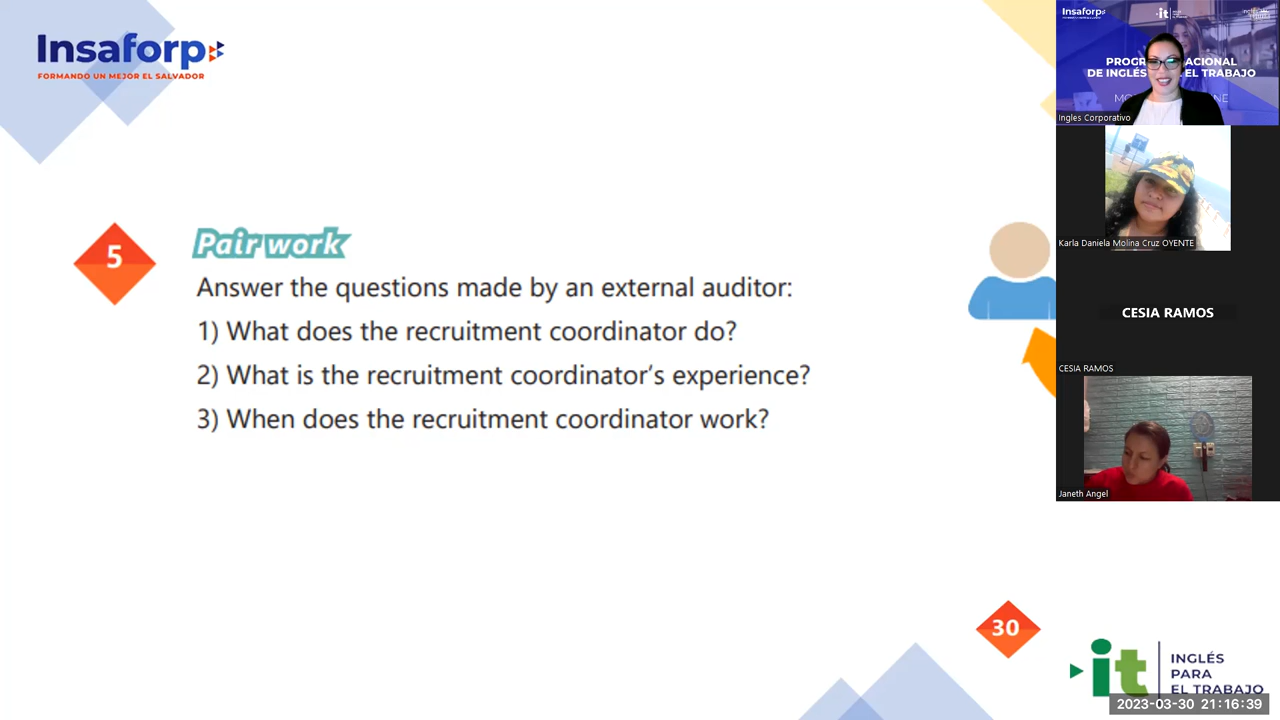 Insaforp
FORMANDO UN MEJOR EL SALVADOR
5
Pair work
Answer the questions made by an external auditor:
1) What does the recruitment coordinator do?
2) What is the recruitment coordinator's experience?
3) When does the recruitment coordinator work?
30
it
INGLÉS
PARA
EL TRABAJO
2023-03-30 21:16:39
Insaforp
it
Ingles Corporativo
Karla Daniela Molina Cruz OYENTE
CESIA RAMOS
CESIA RAMOS
Janeth Angel